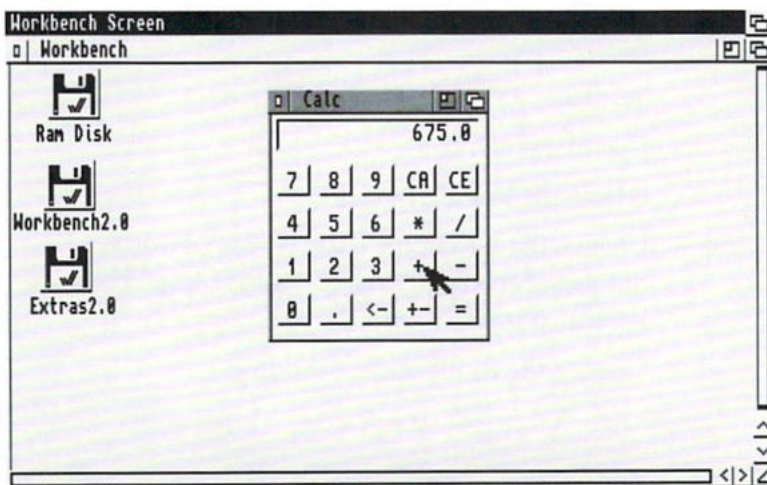 Workbench Screen
Workbench
Ram Disk
Workbench2.0
Extras2.0
Calc
675.0
7 8 9 CA CE
4 5 6 * /
1 2 3 + -
0 . <- +- =